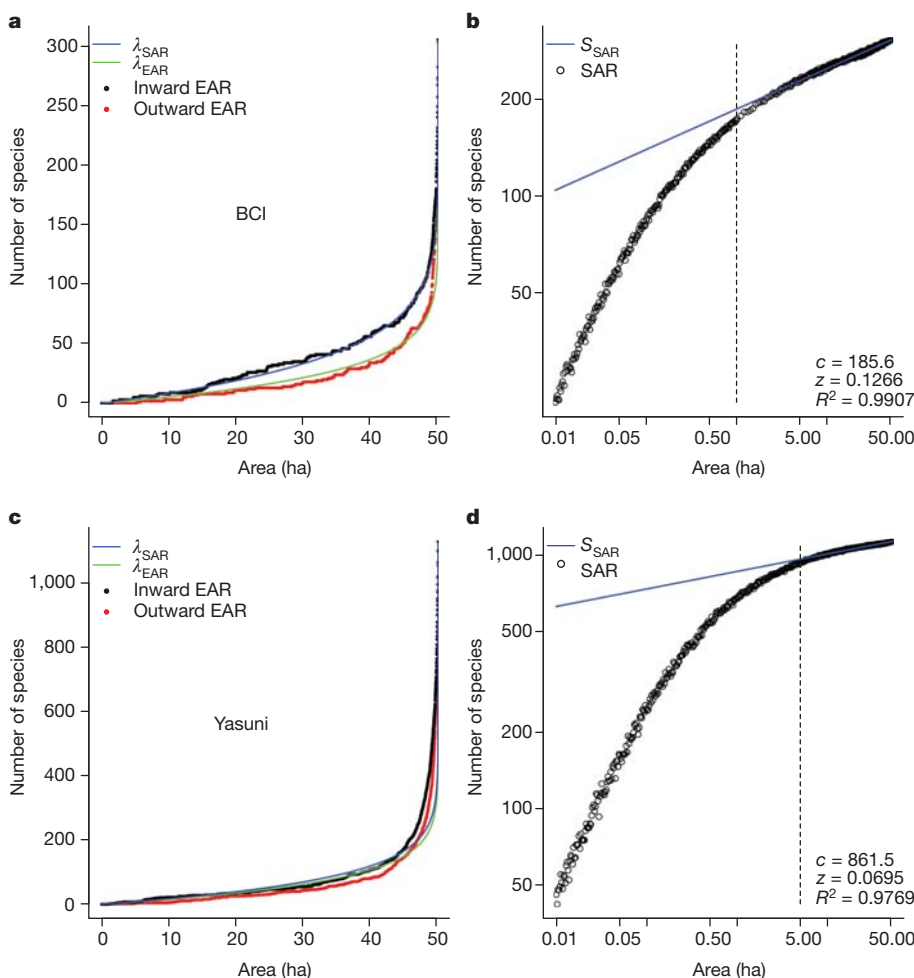 a
300
250
200
150
100
50
0
Number of species
λSAR
λEAR
Inward EAR
Outward EAR
BCI
0 10 20 30 40 50
Area (ha)
b
200
100
50
Number of species
SSAR
SAR
c = 185.6
z = 0.1266
R² = 0.9907
0.01 0.05 0.50 5.00 50.00
Area (ha)
c
1,000
800
600
400
200
0
Number of species
λSAR
λEAR
Inward EAR
Outward EAR
Yasuni
0 10 20 30 40 50
Area (ha)
d
1,000
500
200
100
50
Number of species
SSAR
SAR
c = 861.5
z = 0.0695
R² = 0.9769
0.01 0.05 0.50 5.00 50.00
Area (ha)